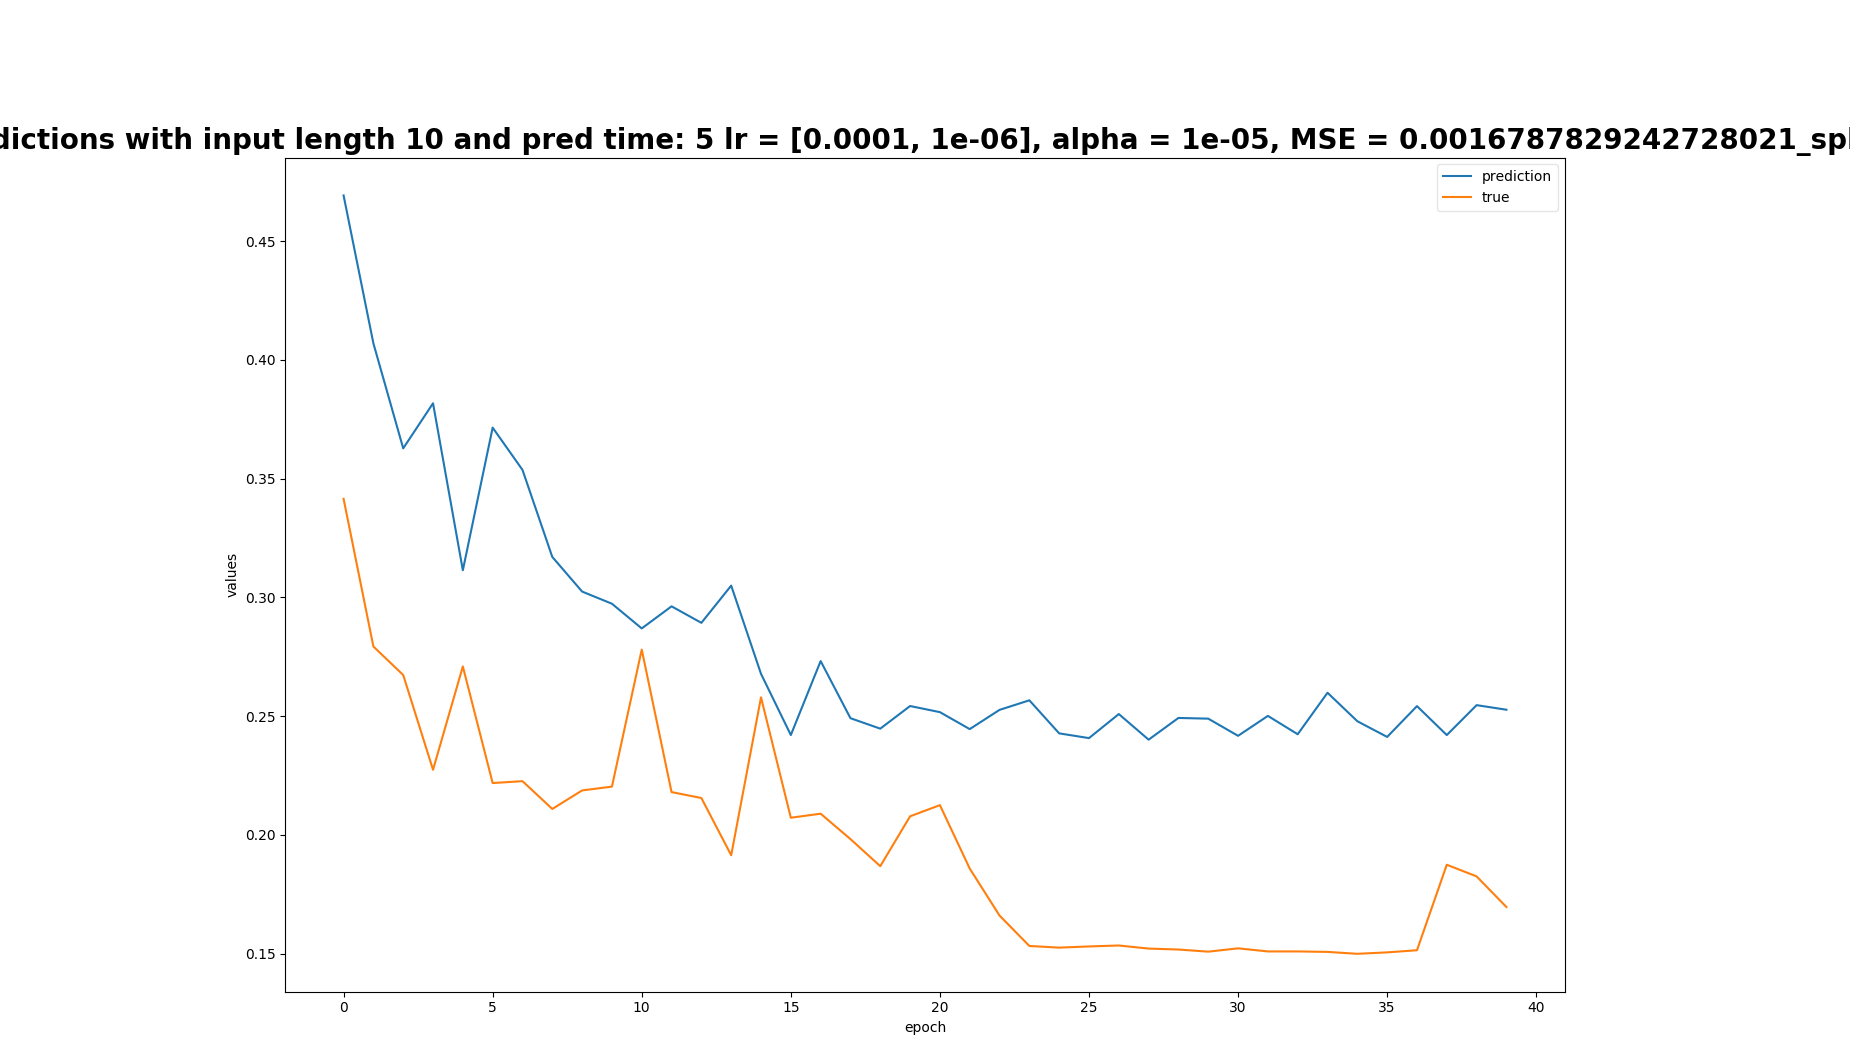 dictions with input length 10 and pred time: 5 lr = [0.0001, 1e-06], alpha = 1e-05, MSE = 0.0016787829242728021_spl
prediction
true
0.45
0.40
0.35
0.30
0.25
0.20
0.15
values
0 5 10 15 20 25 30 35 40
epoch